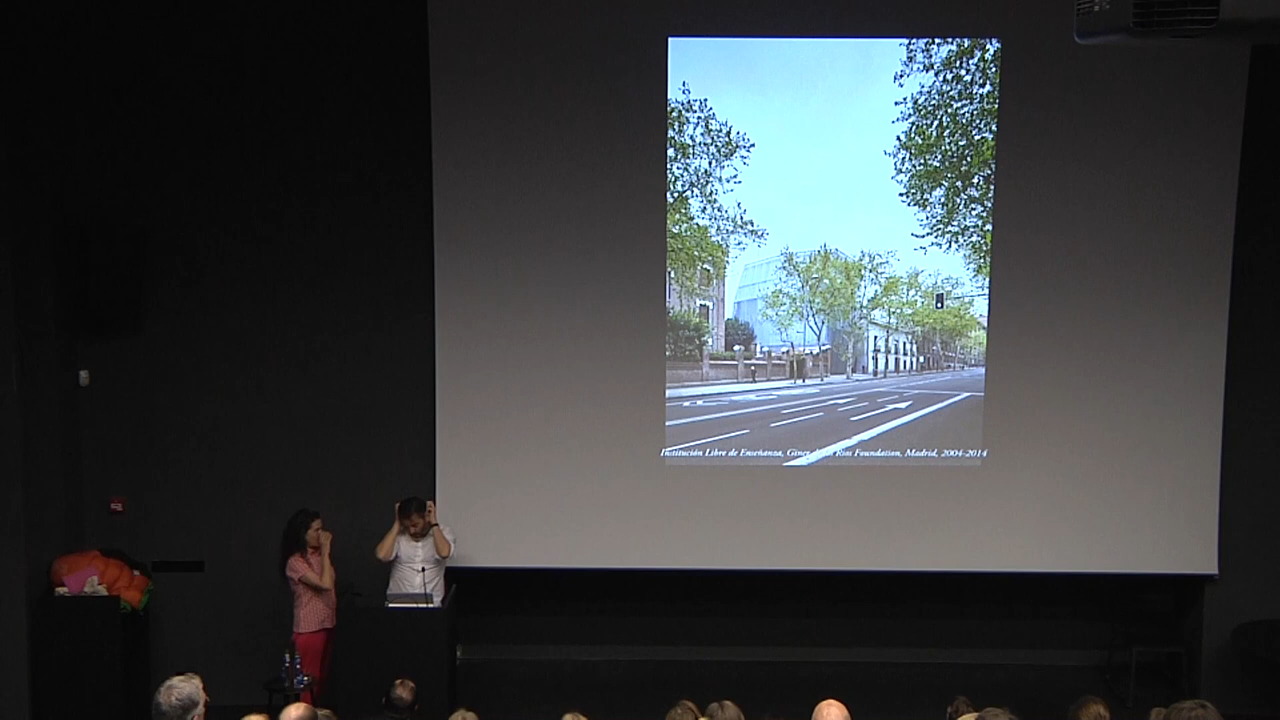 Institución Libre de Enseñanza, Giner Rios Foundation, Madrid, 2004-2014